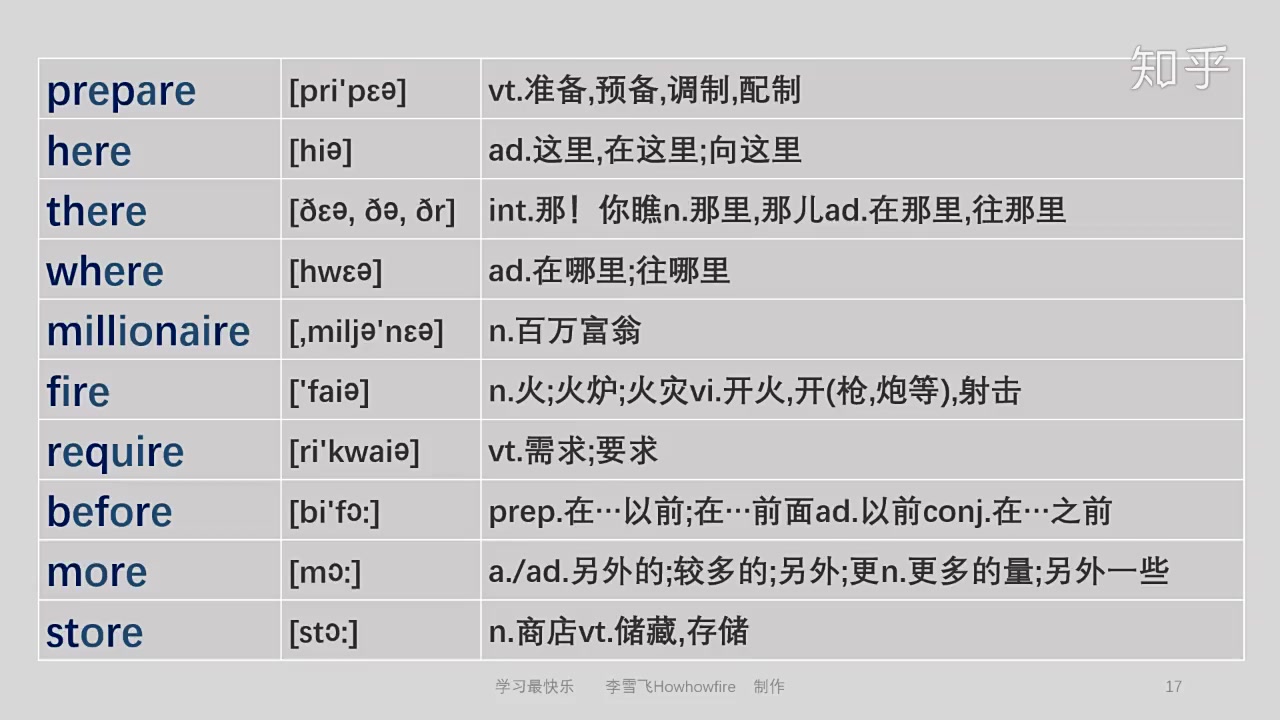 知乎
prepare [pri'pɛə] vt.准备,预备,调制,配制
here [hiə] ad.这里,在这里;向这里
there [ðɛə, ðə, ðr] int.那！你瞧n.那里,那儿ad.在那里,往那里
where [hwɛə] ad.在哪里;往哪里
millionaire [,miljə'nɛə] n.百万富翁
fire ['faiə] n.火;火炉;火灾vi.开火,开(枪,炮等),射击
require [ri'kwaiə] vt.需求;要求
before [bi'fɔ:] prep.在…以前;在…前面ad.以前conj.在…之前
more [mɔ:] a./ad.另外的;较多的;另外;更n.更多的量;另外一些
store [stɔ:] n.商店vt.储藏,存储
学习最快乐 李雪飞Howhowfire 制作 17